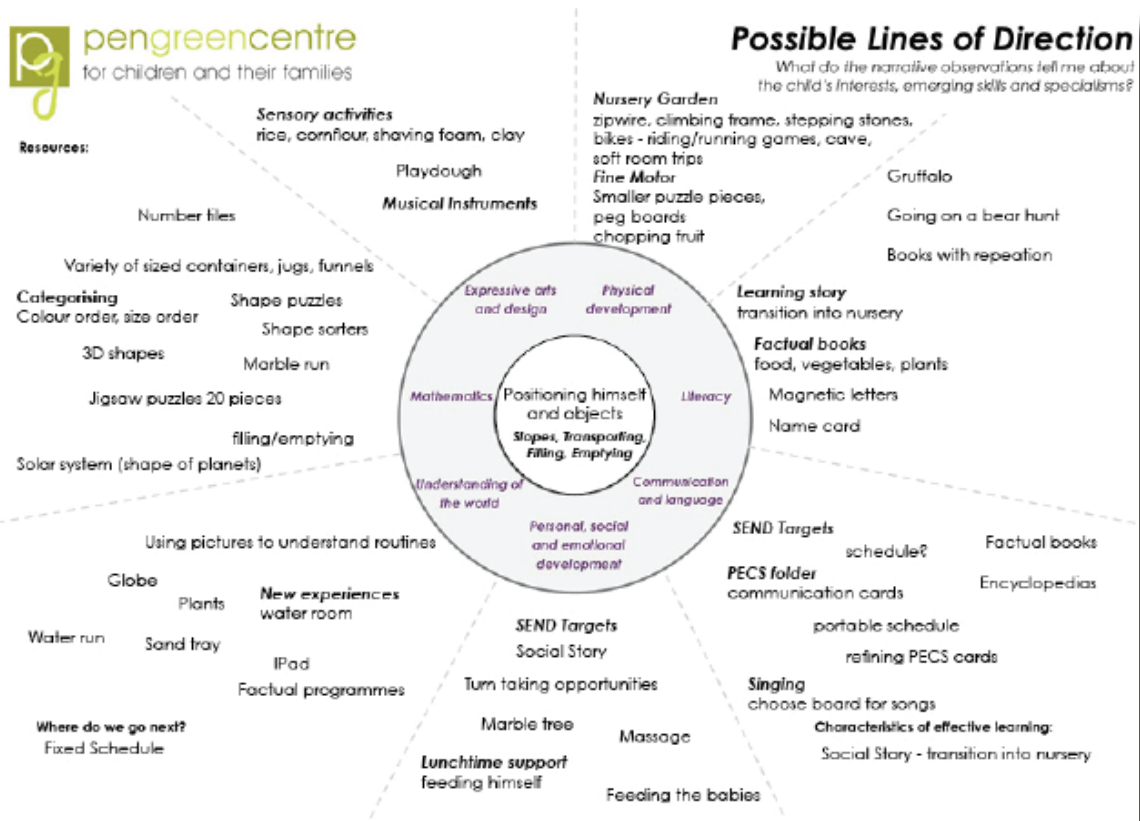 pg
pengreencentre
for children and their families
Possible Lines of Direction
What do the narrative observations tell me about
the child's interests, emerging skills and specialisms?
Resources:
Sensory activities
rice, cornflour, shaving foam, clay
Playdough
Musical Instruments
Nursery Garden
zipwire, climbing frame, stepping stones,
bikes - riding/running games, cave,
soft room trips
Fine Motor
Smaller puzzle pieces,
peg boards
chopping fruit
Gruffalo
Going on a bear hunt
Books with repeation
Learning story
transition into nursery
Factual books
food, vegetables, plants
Magnetic letters
Name card
Number tiles
Variety of sized containers, jugs, funnels
Categorising
Colour order, size order
Shape puzzles
Shape sorters
3D shapes
Marble run
Jigsaw puzzles 20 pieces
filling/emptying
Solar system (shape of planets)
Expressive arts
and design
Physical
development
Mathematics
Literacy
Positioning himself
and objects
Slopes, Transporting,
Filling, Emptying
Understanding of
the world
Communication
and language
Personal, social
and emotional
development
Using pictures to understand routines
Globe
Plants
New experiences
water room
Water run
Sand tray
IPad
Factual programmes
Where do we go next?
Fixed Schedule
SEND Targets
Social Story
Turn taking opportunities
Marble tree
Massage
Lunchtime support
feeding himself
Feeding the babies
SEND Targets
schedule?
Factual books
PECS folder
communication cards
Encyclopedias
portable schedule
refining PECS cards
Singing
choose board for songs
Characteristics of effective learning:
Social Story - transition into nursery